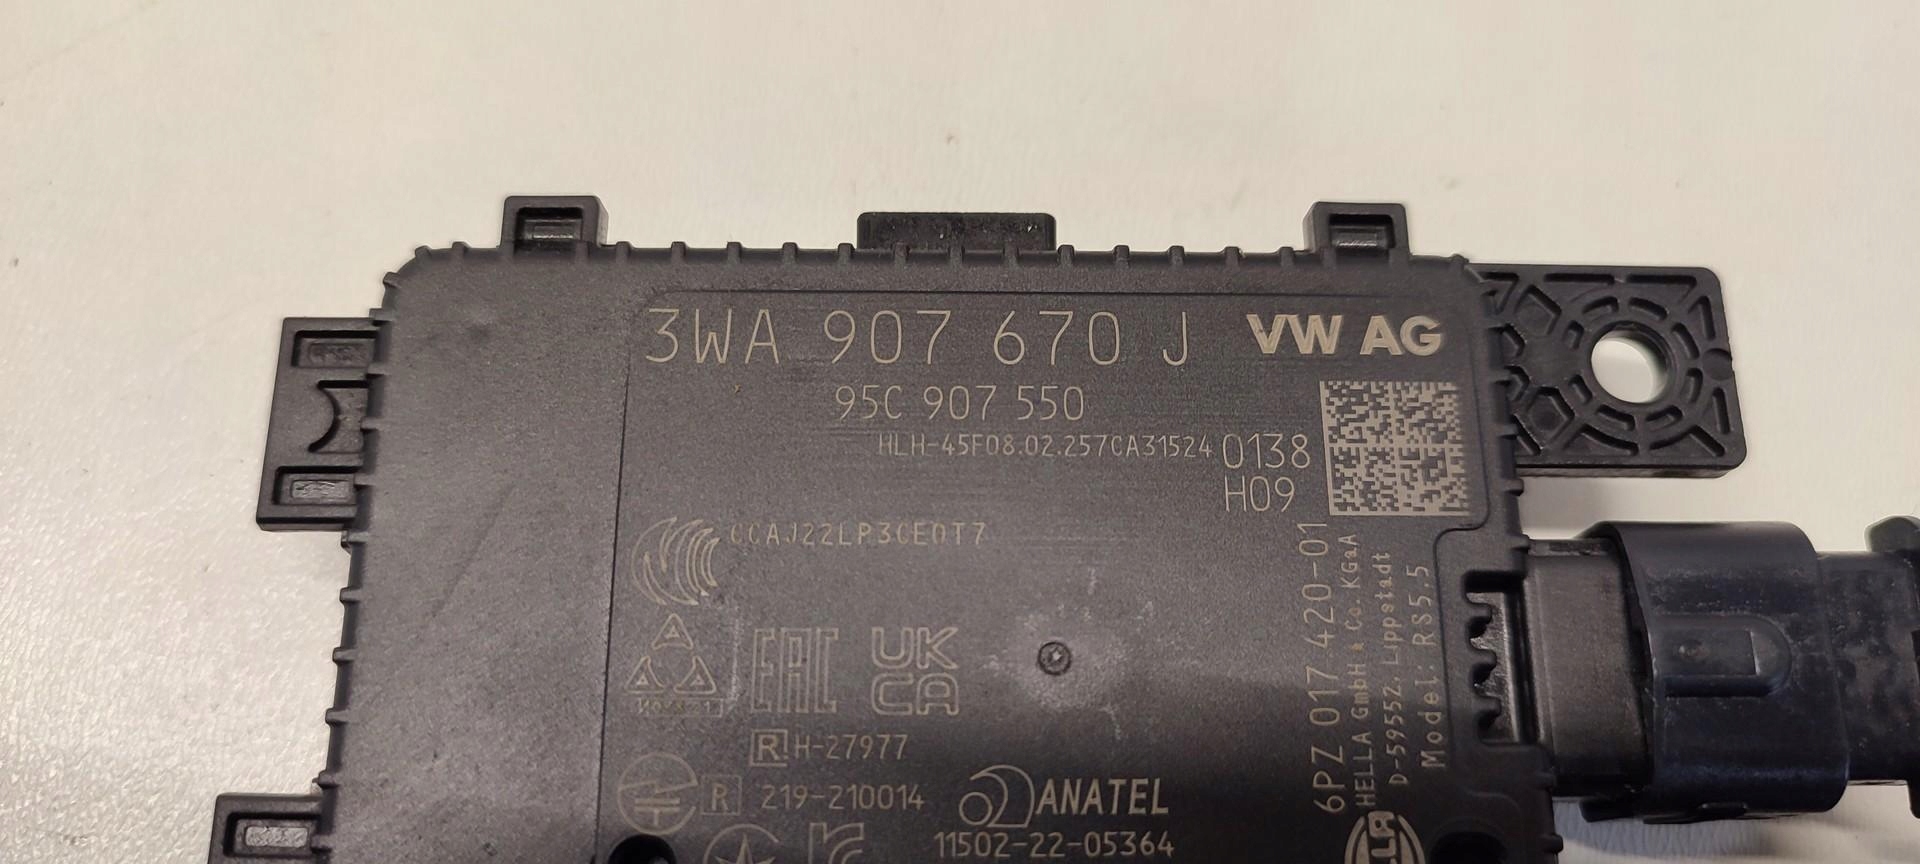 3WA 907 670 J VW AG
95C 907 550
HLH-45F08.02.257CA31524 0138
H09
CCAJ22LP3CE0T7
EAC UK
CA
R H-27977
R 219-210014
ANATEL
11502-22-05364
6PZ 017 420-01
HELLA GmbH & Co. KGaA
D-59552, Lippstadt
Model: RS5.5